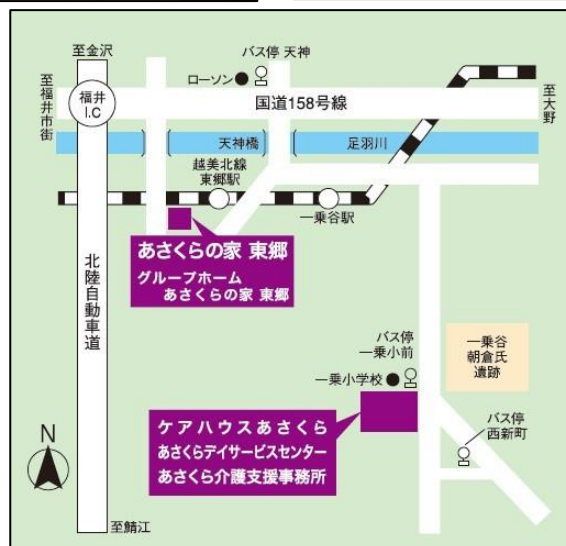 至金沢
バス停 天神
ローソン
至福井市街
福井
I.C
国道158号線
至大野
天神橋
足羽川
越美北線
東郷駅
一乗谷駅
あさくらの家 東郷
グループホーム
あさくらの家 東郷
北陸自動車道
バス停
一乗小前
一乗谷
朝倉氏
遺跡
一乗小学校
バス停
西新町
ケアハウスあさくら
あさくらデイサービスセンター
あさくら介護支援事務所
N
至鯖江